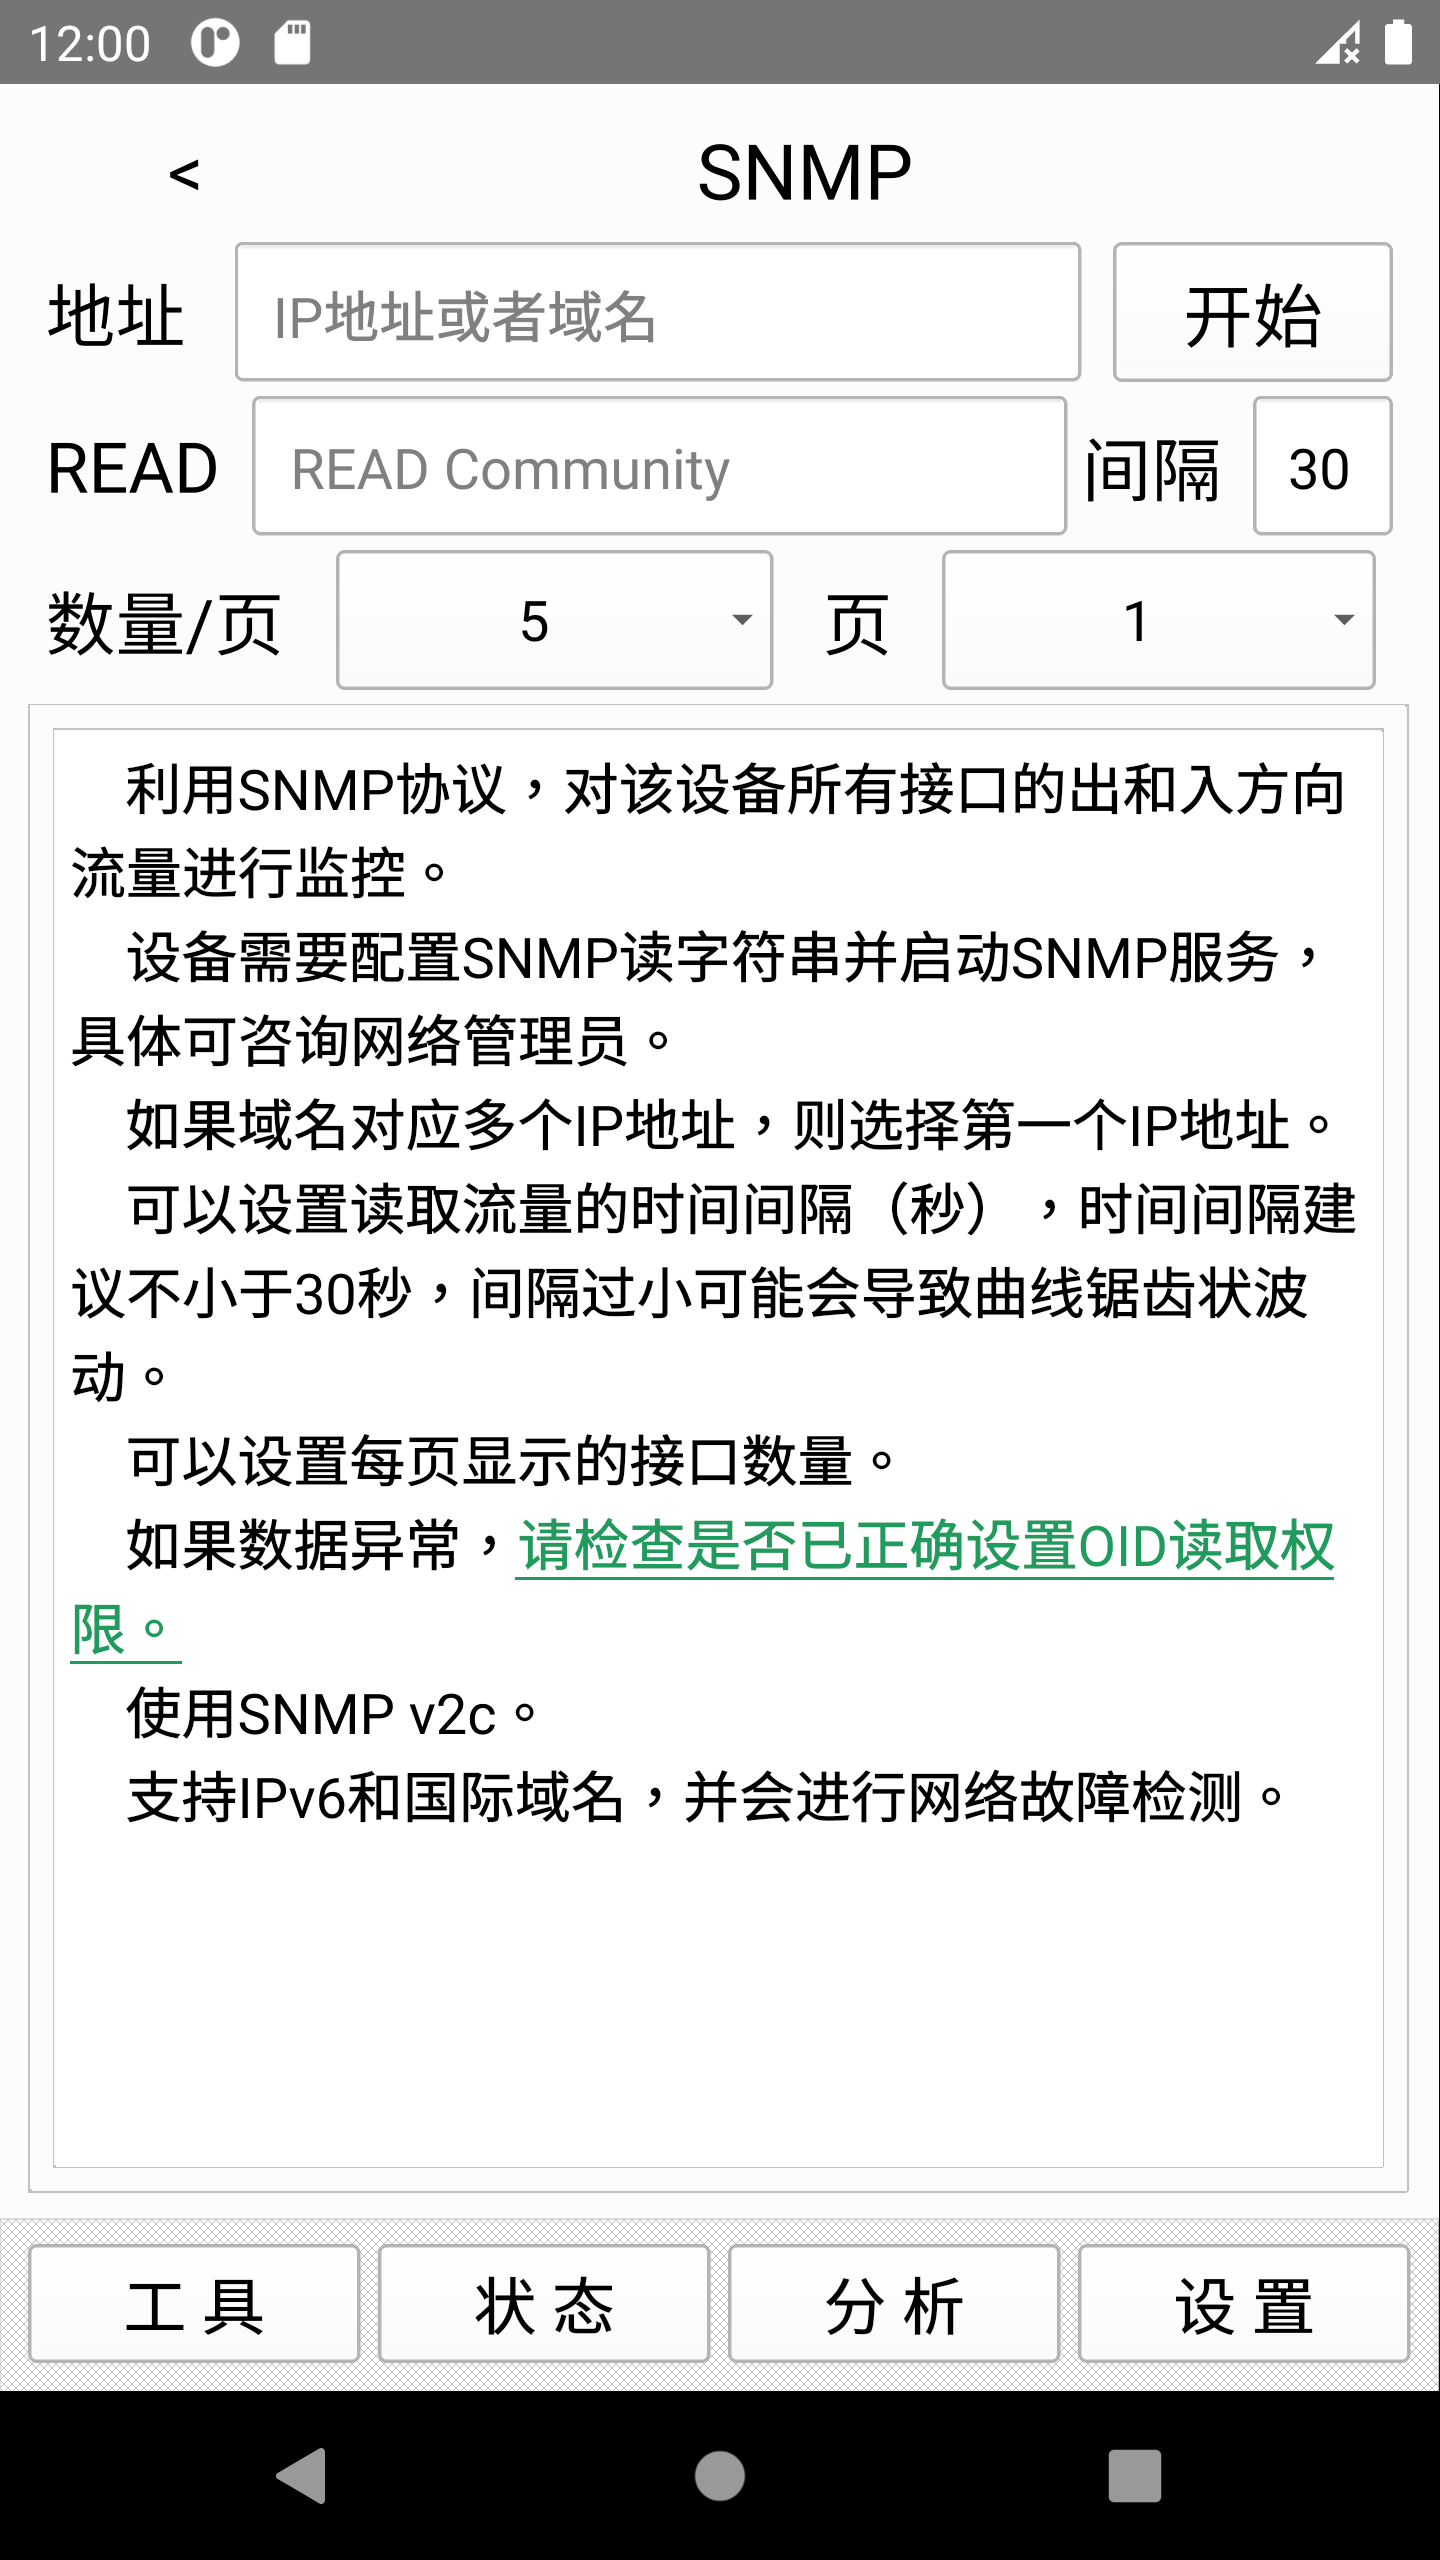 12:00
< SNMP
地址 IP地址或者域名 开始
READ READ Community 间隔 30
数量/页 5 页 1
利用SNMP协议，对该设备所有接口的出和入方向
流量进行监控。
设备需要配置SNMP读字符串并启动SNMP服务，
具体可咨询网络管理员。
如果域名对应多个IP地址，则选择第一个IP地址。
可以设置读取流量的时间间隔（秒），时间间隔建
议不小于30秒，间隔过小可能会导致曲线锯齿状波
动。
可以设置每页显示的接口数量。
如果数据异常，请检查是否已正确设置OID读取权
限。
使用SNMP v2c。
支持IPv6和国际域名，并会进行网络故障检测。
工 具 状 态 分 析 设 置